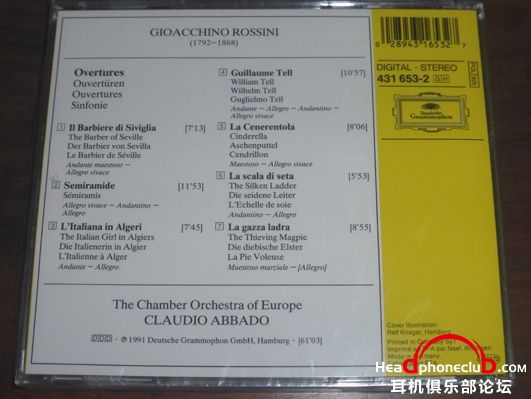 GIOACCHINO ROSSINI
(1792–1868)
Overtures
Ouvertüren
Ouvertures
Sinfonie
1 Il Barbiere di Siviglia [7'13]
The Barber of Seville
Der Barbier von Sevilla
Le Barbier de Séville
Andante maestoso – Allegro vivace
2 Semiramide [11'53]
Sémiramis
Allegro vivace – Andantino – Allegro
3 L'Italiana in Algeri [7'45]
The Italian Girl in Algiers
Die Italienerin in Algier
L'Italienne à Alger
Andante – Allegro
4 Guillaume Tell [10'57]
William Tell
Wilhelm Tell
Guglielmo Tell
Andante – Allegro – Andantino –
Allegro vivace
5 La Cenerentola [8'06]
Cinderella
Aschenputtel
Cendrillon
Maestoso – Allegro vivace
6 La scala di seta [5'53]
The Silken Ladder
Die seidene Leiter
L'Echelle de soie
Andantino – Allegro
7 La gazza ladra [8'55]
The Thieving Magpie
Die diebische Elster
La Pie Voleuse
Maestoso marziale – [Allegro]
The Chamber Orchestra of Europe
CLAUDIO ABBADO
DDD · ℗ 1991 Deutsche Grammophon GmbH, Hamburg · [61'03]
0 28943 16532 7
DIGITAL · STEREO
431 653-2 GH
Deutsche
Grammophon
Cover Illustration:
Ralf Krieger, Hamburg
Printed in Germany by
Imprimé en par Neef, Wittingen
Made in Germany
Headphoneclub.com
耳机俱乐部论坛